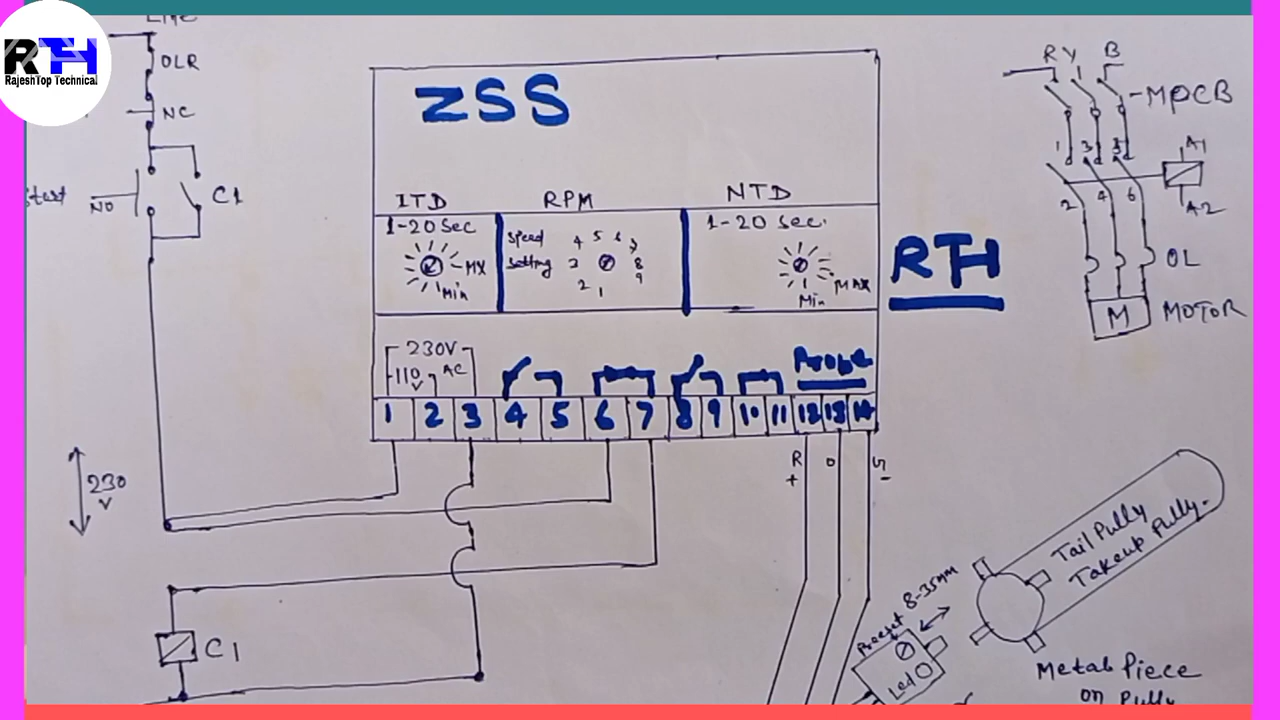 RTH
RajeshTop Technical
OLR
NC
NO
C1
230
V
C1
ZSS
ITD
RPM
NTD
1-20 Sec
MX
Min
Speed
Setting
1 2 3 4 5 6 7 8 9
1-20 Sec.
MAX
Min
RTH
230V
110 V AC
Probe
1 2 3 4 5 6 7 8 9 10 11 12 13 14
R
+
-
R Y B
MPCB
1 3 5
A1
2 4 6
A2
OL
M
MOTOR
Tail Pully
Takeup Pully.
Preeset 8-35mm
Led
Metal Piece
on Pully